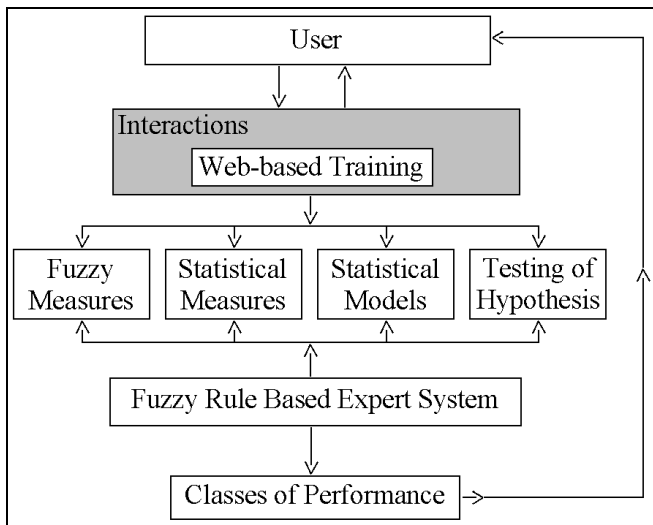 User
Interactions
Web-based Training
Fuzzy
Measures
Statistical
Measures
Statistical
Models
Testing of
Hypothesis
Fuzzy Rule Based Expert System
Classes of Performance